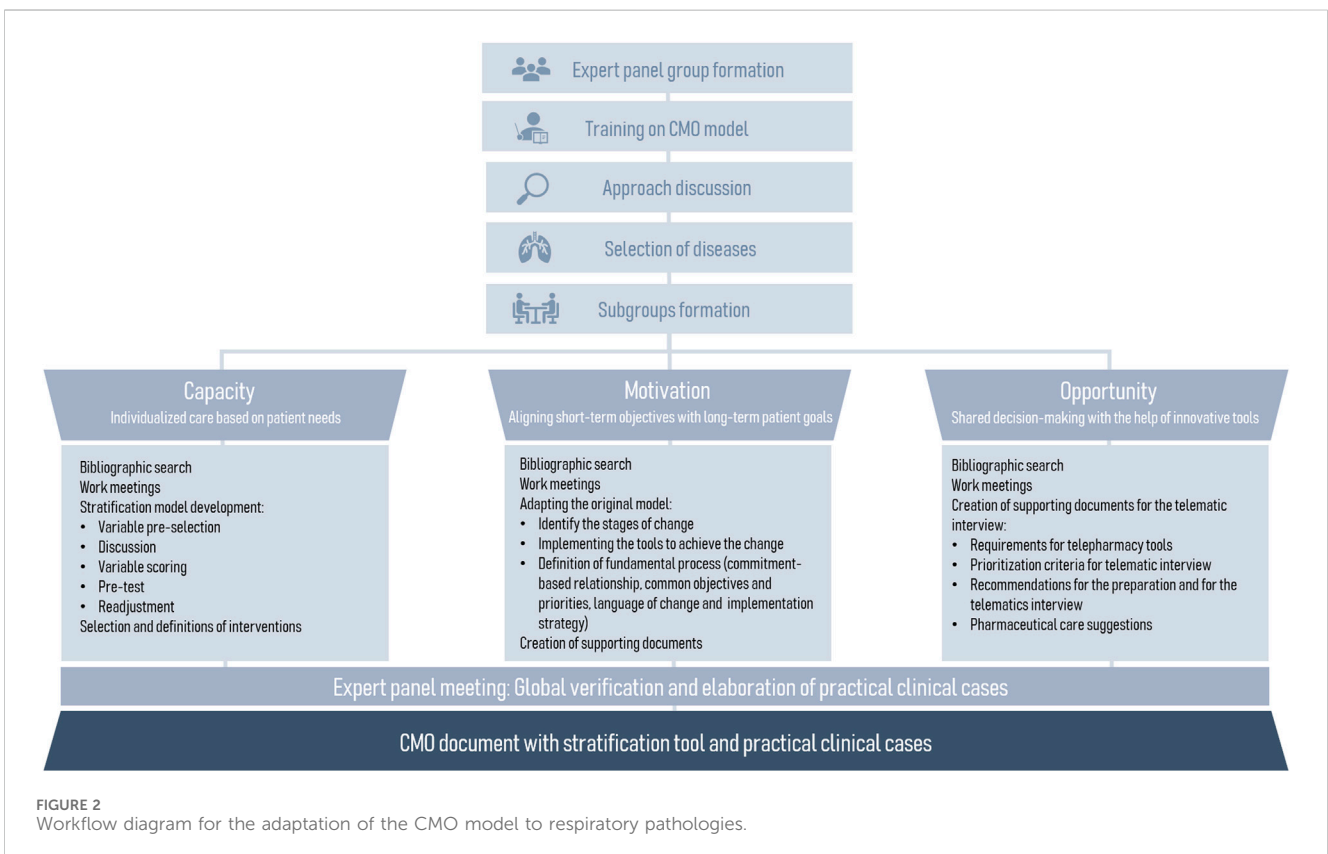 Expert panel group formation
Training on CMO model
Approach discussion
Selection of diseases
Subgroups formation
Capacity
Individualized care based on patient needs
Bibliographic search
Work meetings
Stratification model development:
• Variable pre-selection
• Discussion
• Variable scoring
• Pre-test
• Readjustment
Selection and definitions of interventions
Motivation
Aligning short-term objectives with long-term patient goals
Bibliographic search
Work meetings
Adapting the original model:
• Identify the stages of change
• Implementing the tools to achieve the change
• Definition of fundamental process (commitment-
based relationship, common objectives and
priorities, language of change and implementation
strategy)
Creation of supporting documents
Opportunity
Shared decision-making with the help of innovative tools
Bibliographic search
Work meetings
Creation of supporting documents for the telematic
interview:
• Requirements for telepharmacy tools
• Prioritization criteria for telematic interview
• Recommendations for the preparation and for the
telematics interview
• Pharmaceutical care suggestions
Expert panel meeting: Global verification and elaboration of practical clinical cases
CMO document with stratification tool and practical clinical cases
FIGURE 2
Workflow diagram for the adaptation of the CMO model to respiratory pathologies.